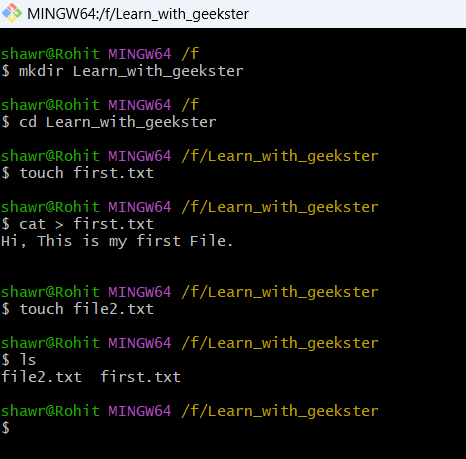 MINGW64:/f/Learn_with_geekster
shawr@Rohit MINGW64 /f
$ mkdir Learn_with_geekster
shawr@Rohit MINGW64 /f
$ cd Learn_with_geekster
shawr@Rohit MINGW64 /f/Learn_with_geekster
$ touch first.txt
shawr@Rohit MINGW64 /f/Learn_with_geekster
$ cat > first.txt
Hi, This is my first File.
shawr@Rohit MINGW64 /f/Learn_with_geekster
$ touch file2.txt
shawr@Rohit MINGW64 /f/Learn_with_geekster
$ ls
file2.txt  first.txt
shawr@Rohit MINGW64 /f/Learn_with_geekster
$